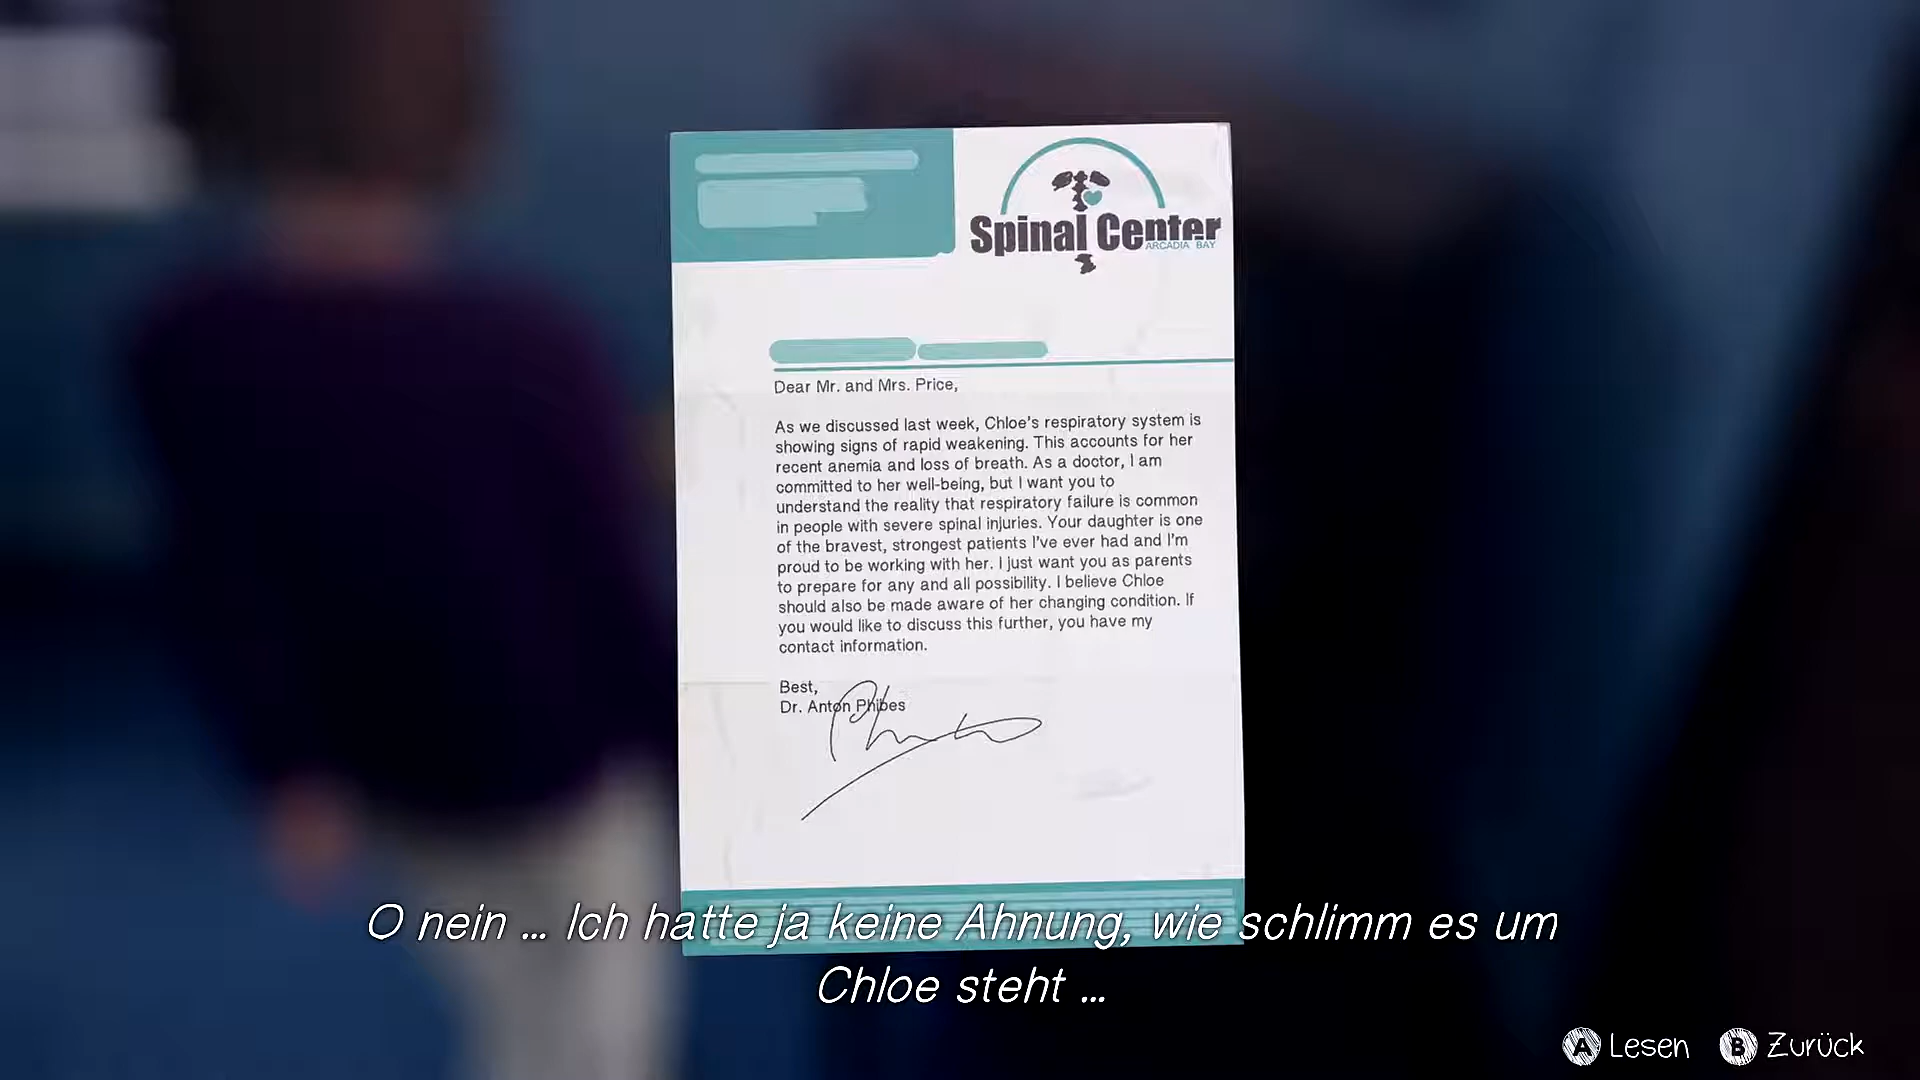 Spinal Center
ARCADIA BAY
Dear Mr. and Mrs. Price,
As we discussed last week, Chloe's respiratory system is
showing signs of rapid weakening. This accounts for her
recent anemia and loss of breath. As a doctor, I am
committed to her well-being, but I want you to
understand the reality that respiratory failure is common
in people with severe spinal injuries. Your daughter is one
of the bravest, strongest patients I've ever had and I'm
proud to be working with her. I just want you as parents
to prepare for any and all possibility. I believe Chloe
should also be made aware of her changing condition. If
you would like to discuss this further, you have my
contact information.
Best,
Dr. Anton Phibes
O nein ... Ich hatte ja keine Ahnung, wie schlimm es um
Chloe steht ...
A Lesen B Zurück